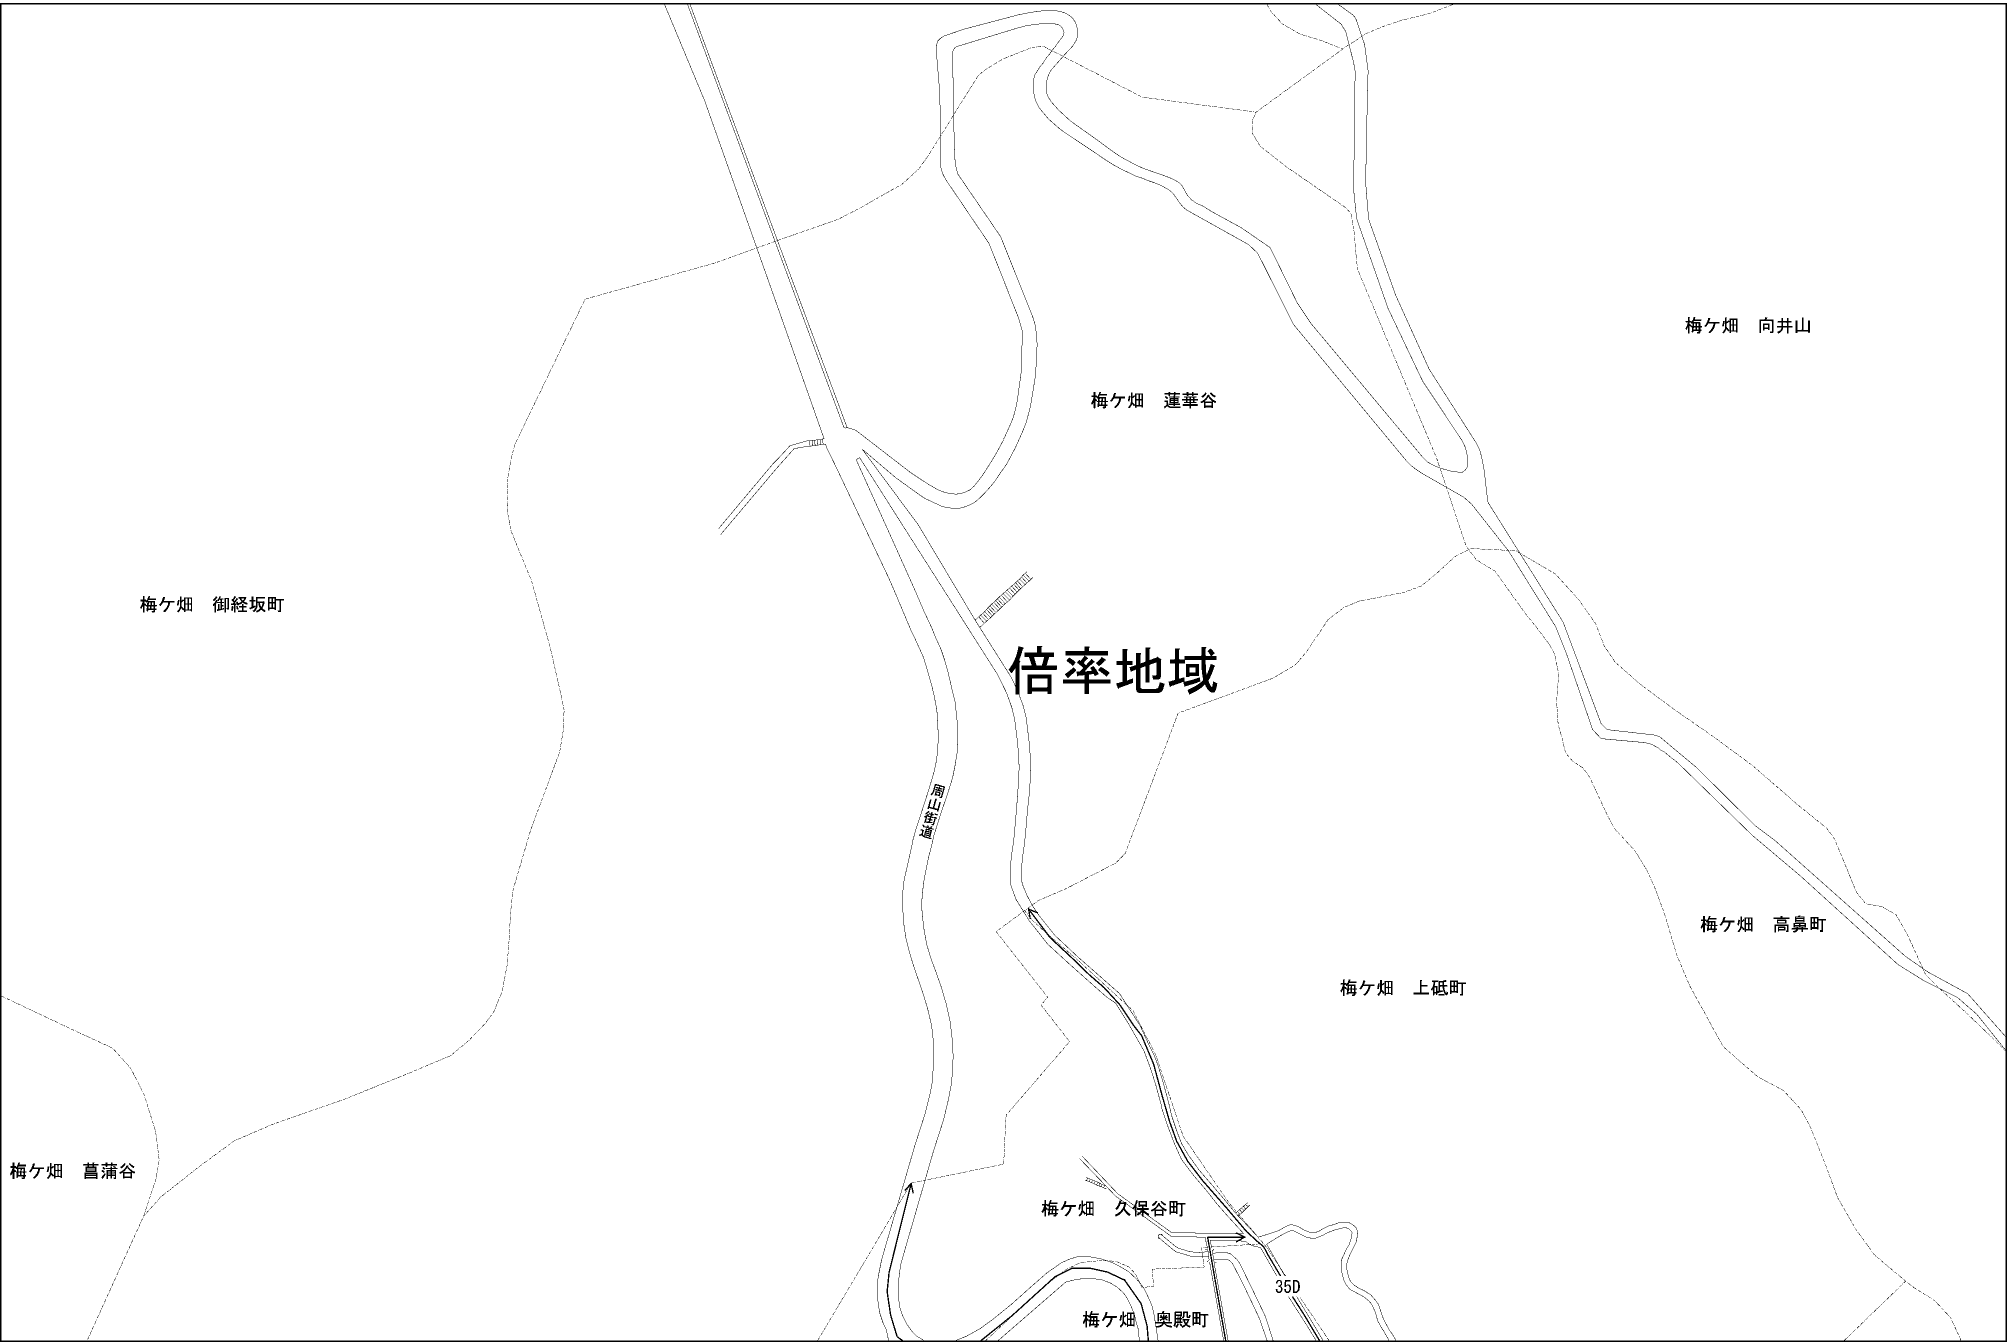 梅ケ畑　向井山
梅ケ畑　蓮華谷
梅ケ畑　御経坂町
倍率地域
周山街道
梅ケ畑　高鼻町
梅ケ畑　上砥町
梅ケ畑　菖蒲谷
梅ケ畑　久保谷町
35D
梅ケ畑　奥殿町